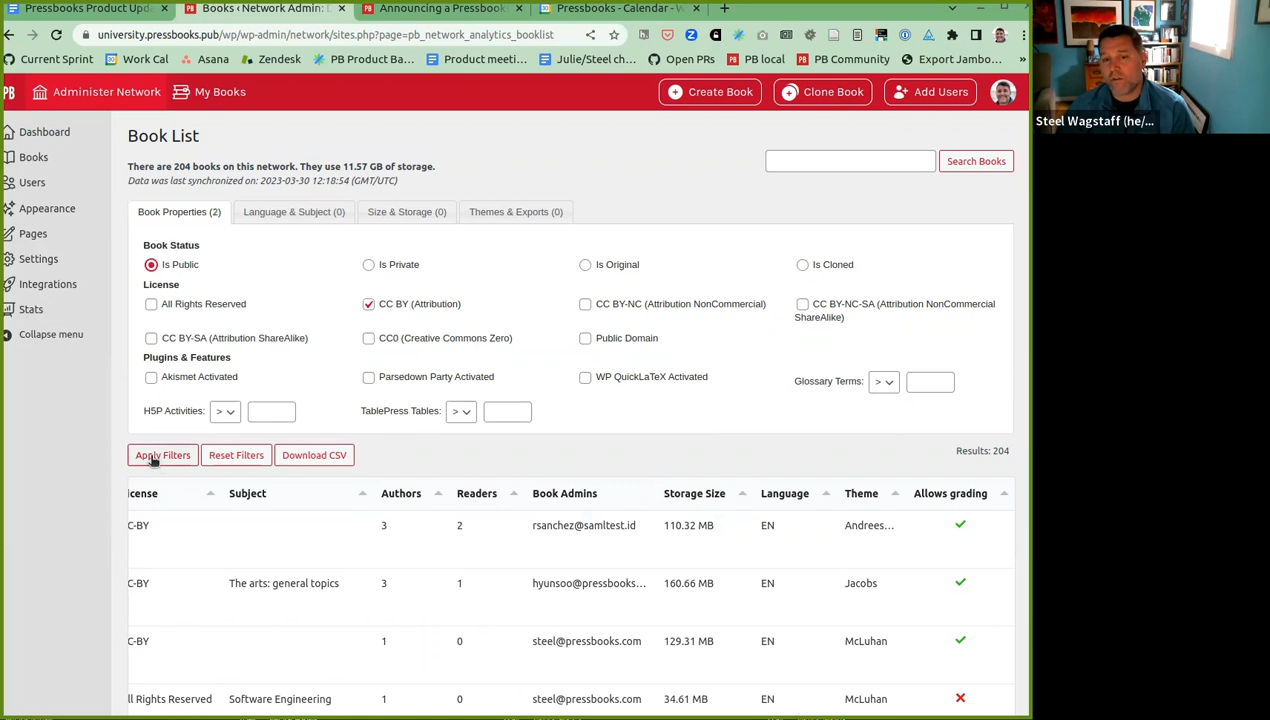 Pressbooks Product Upda × Books ‹ Network Admin: E × Announcing a Pressbooks × Pressbooks - Calendar - W × +
university.pressbooks.pub/wp/wp-admin/network/sites.php?page=pb_network_analytics_booklist
Current Sprint Work Cal Asana Zendesk PB Product Ba... Product meeti... Julie/Steel ch... Open PRs PB local PB Community Export Jambo...
PB Administer Network My Books Create Book Clone Book Add Users
Steel Wagstaff (he/...
Dashboard
Books
Users
Appearance
Pages
Settings
Integrations
Stats
Collapse menu
Book List
There are 204 books on this network. They use 11.57 GB of storage.
Data was last synchronized on: 2023-03-30 12:18:54 (GMT/UTC)
Search Books
Book Properties (2) Language & Subject (0) Size & Storage (0) Themes & Exports (0)
Book Status
Is Public Is Private Is Original Is Cloned
License
All Rights Reserved CC BY (Attribution) CC BY-NC (Attribution NonCommercial) CC BY-NC-SA (Attribution NonCommercial
ShareAlike)
CC BY-SA (Attribution ShareAlike) CC0 (Creative Commons Zero) Public Domain
Plugins & Features
Akismet Activated Parsedown Party Activated WP QuickLaTeX Activated Glossary Terms: >
H5P Activities: > TablePress Tables: >
Apply Filters Reset Filters Download CSV Results: 204
icense Subject Authors Readers Book Admins Storage Size Language Theme Allows grading
C-BY 3 2 rsanchez@samltest.id 110.32 MB EN Andrees...
C-BY The arts: general topics 3 1 hyunsoo@pressbooks... 160.66 MB EN Jacobs
C-BY 1 0 steel@pressbooks.com 129.31 MB EN McLuhan
ll Rights Reserved Software Engineering 1 0 steel@pressbooks.com 34.61 MB EN McLuhan